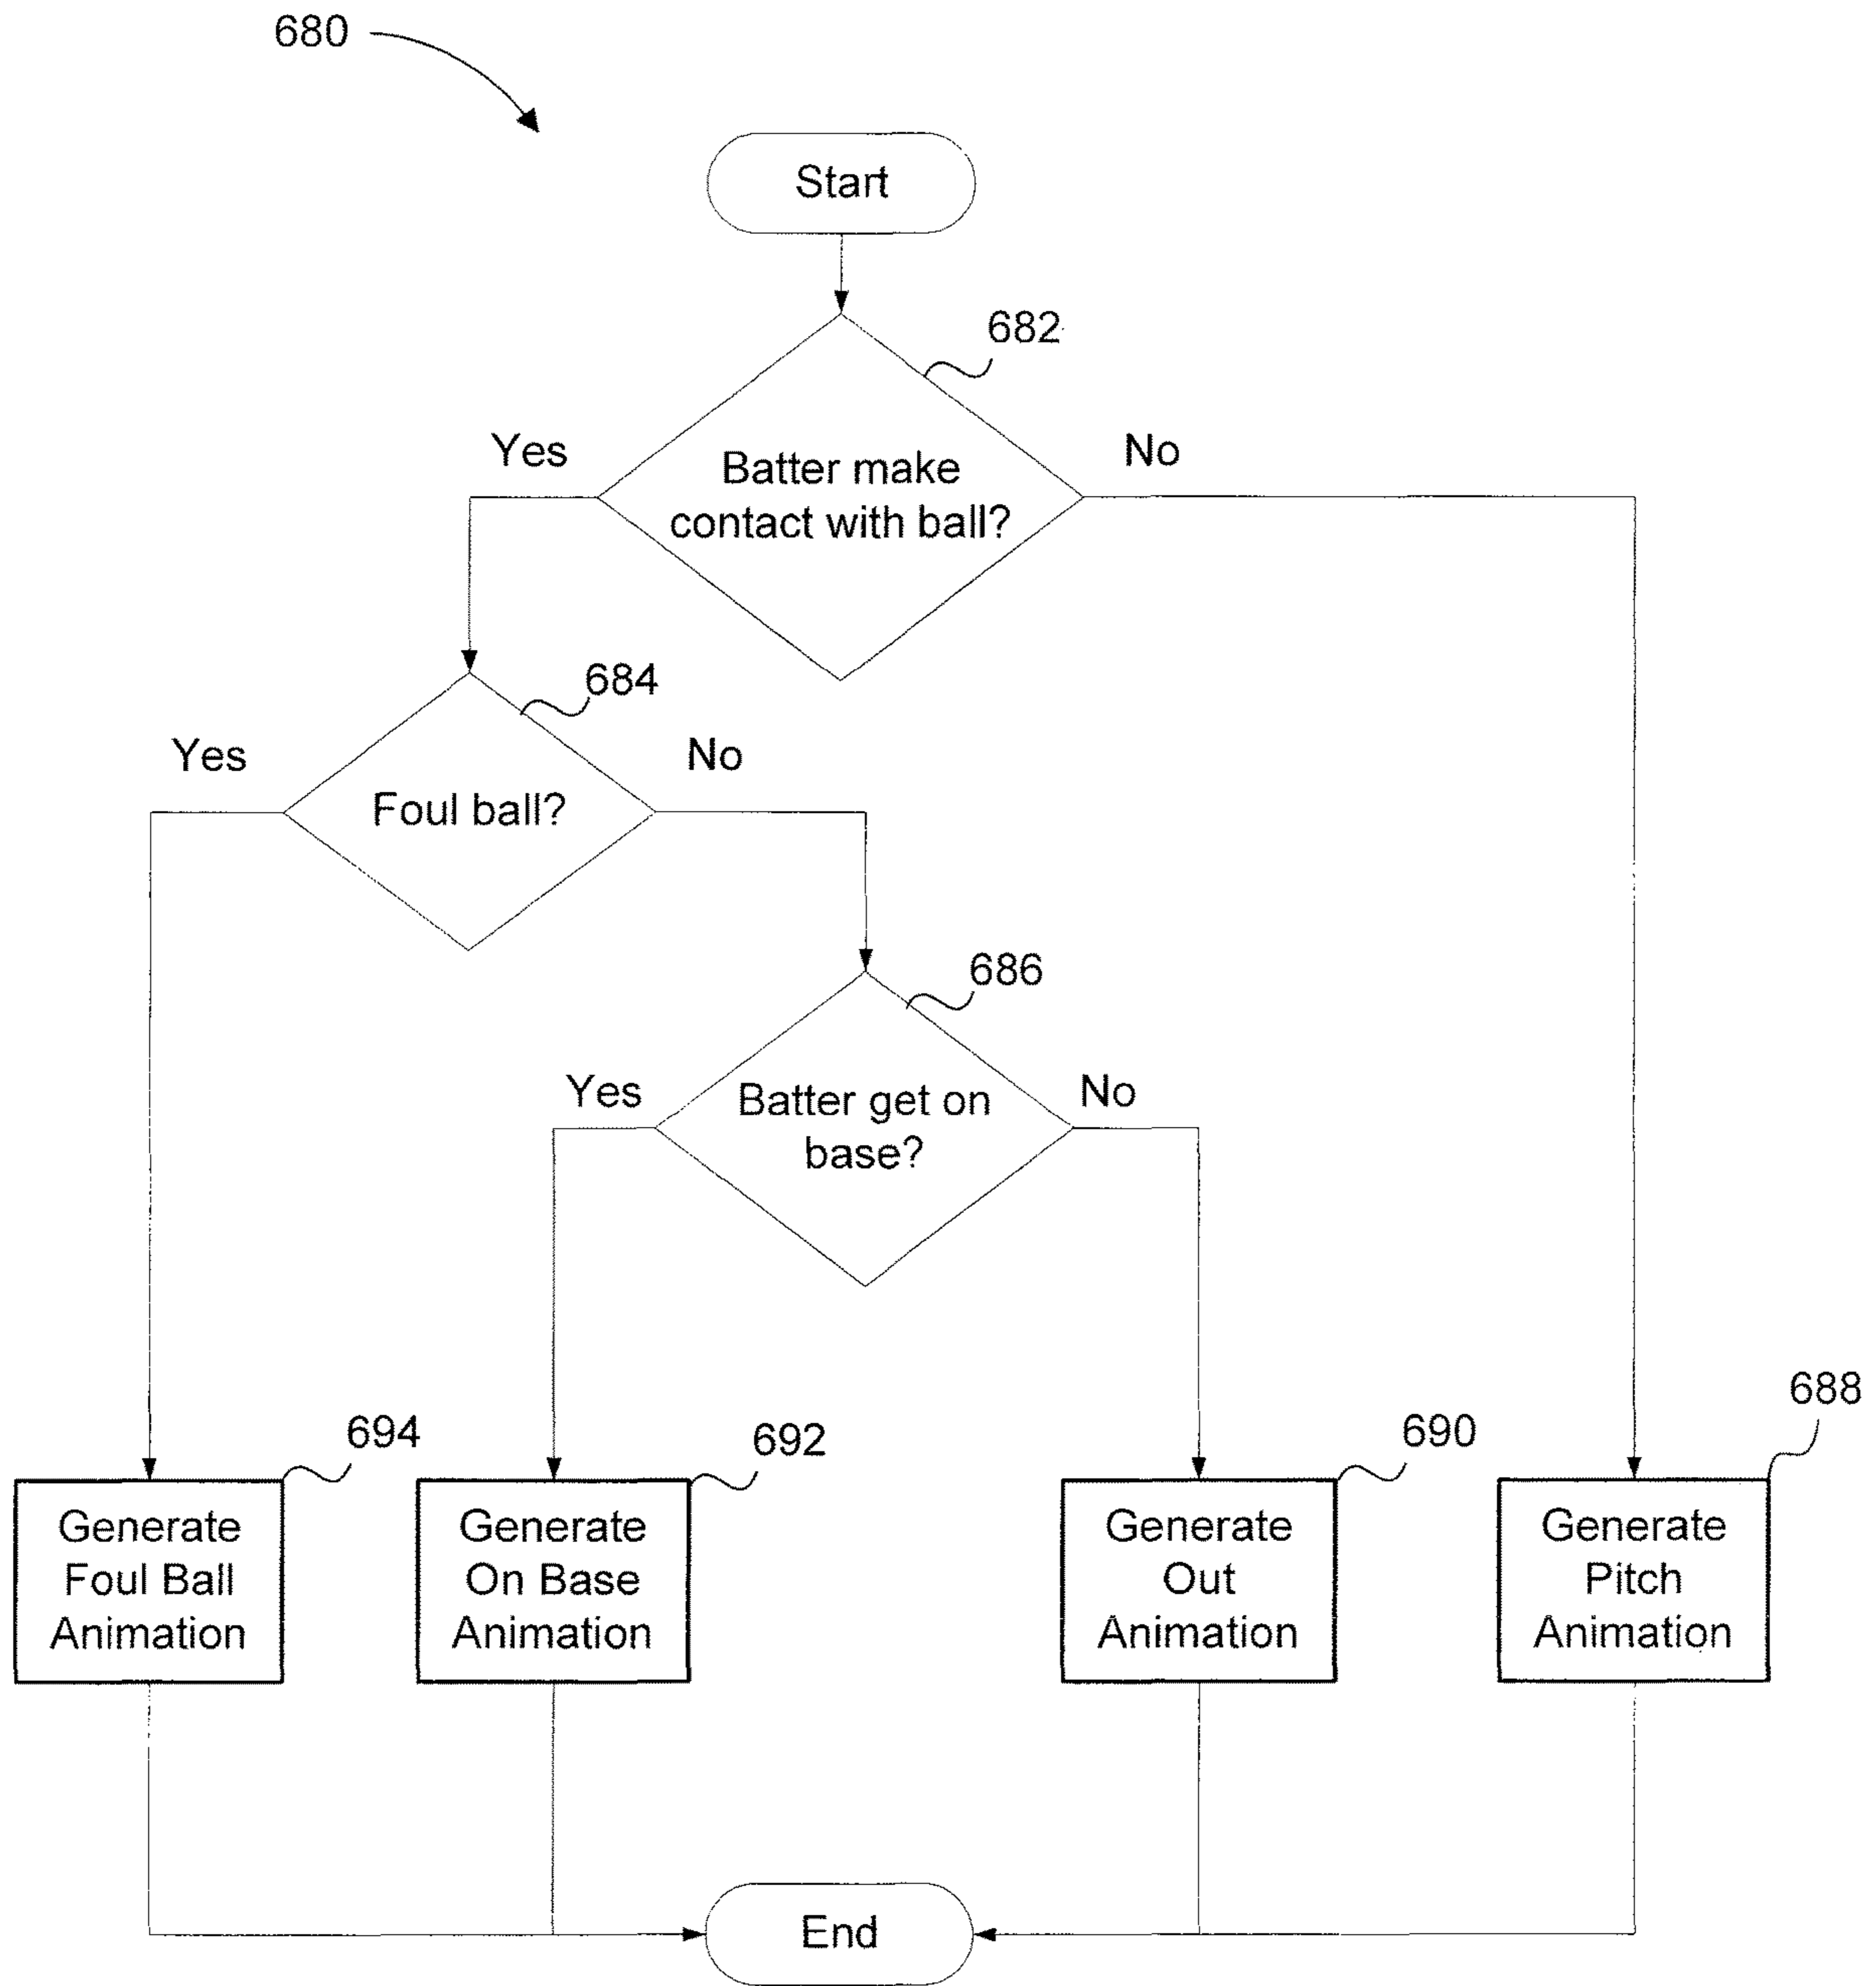 680
Start
682
Yes
No
Batter make
contact with ball?
684
Yes
No
Foul ball?
686
Yes
No
Batter get on
base?
694
692
690
688
Generate
Foul Ball
Animation
Generate
On Base
Animation
Generate
Out
Animation
Generate
Pitch
Animation
End